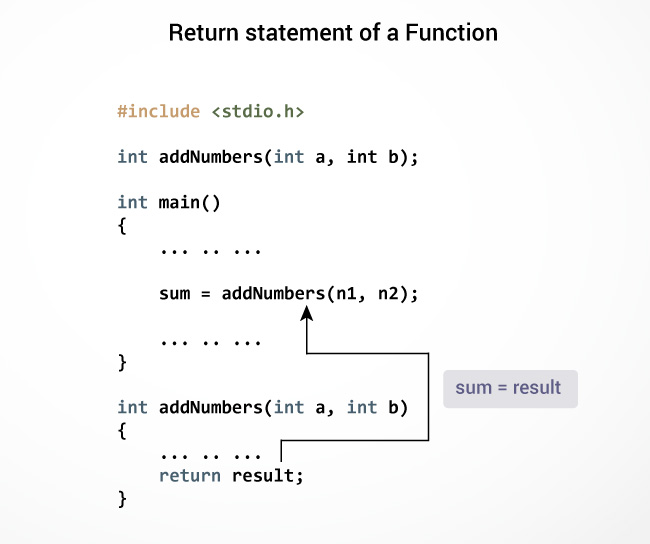 Return statement of a Function
#include <stdio.h>
int addNumbers(int a, int b);
int main()
{
... .. ...
sum = addNumbers(n1, n2);
... .. ...
}
sum = result
int addNumbers(int a, int b)
{
... .. ...
return result;
}